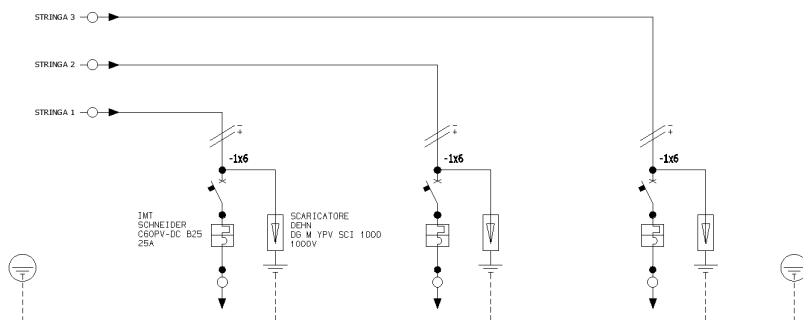 STRINGA 3
STRINGA 2
STRINGA 1
-
+
-
+
-
+
-1x6
-1x6
-1x6
IMT
SCHNEIDER
C60PV-DC B25
25A
SCARICATORE
DEHN
DG M YPV SCI 1000
1000V